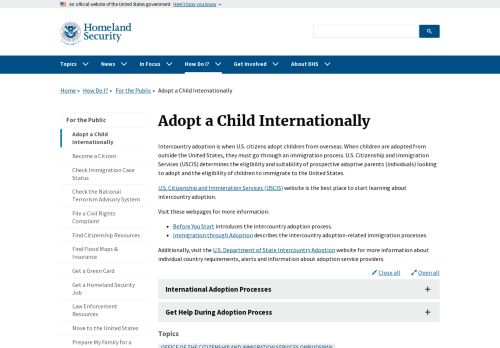 An official website of the United States government Here's how you know
Homeland
Security
Topics
News
In Focus
How Do I?
Get Involved
About DHS
Home » How Do I? » For the Public » Adopt a Child Internationally
For the Public
Adopt a Child
Internationally
Become a Citizen
Check Immigration Case
Status
Check the National
Terrorism Advisory System
File a Civil Rights
Complaint
Find Citizenship Resources
Find Flood Maps &
Insurance
Get a Green Card
Get a Homeland Security
Job
Law Enforcement
Resources
Move to the United States
Prepare My Family for a
Adopt a Child Internationally
Intercountry adoption is when U.S. citizens adopt children from overseas. When children are adopted from
outside the United States, they must go through an immigration process. U.S. Citizenship and Immigration
Services (USCIS) determines the eligibility and suitability of prospective adoptive parents (individuals) looking
to adopt and the eligibility of children to immigrate to the United States.
U.S. Citizenship and Immigration Services (USCIS) website is the best place to start learning about
intercountry adoption.
Visit these webpages for more information:
• Before You Start introduces the intercountry adoption process.
• Immigration through Adoption describes the intercountry adoption-related immigration processes.
Additionally, visit the U.S. Department of State Intercountry Adoption website for more information about
individual country requirements, alerts and information about adoption service providers.
Close all
Open all
International Adoption Processes
Get Help During Adoption Process
Topics
OFFICE OF THE CITIZENSHIP AND IMMIGRATION SERVICES OMBUDSMAN